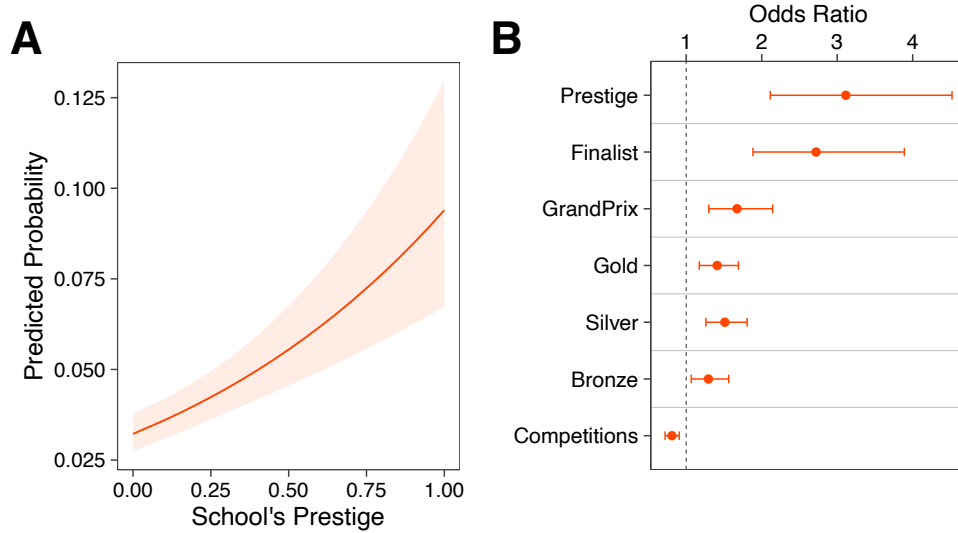 A
Predicted Probability
0.125
0.100
0.075
0.050
0.025
0.00 0.25 0.50 0.75 1.00
School's Prestige
B
Odds Ratio
1 2 3 4
Prestige
Finalist
GrandPrix
Gold
Silver
Bronze
Competitions